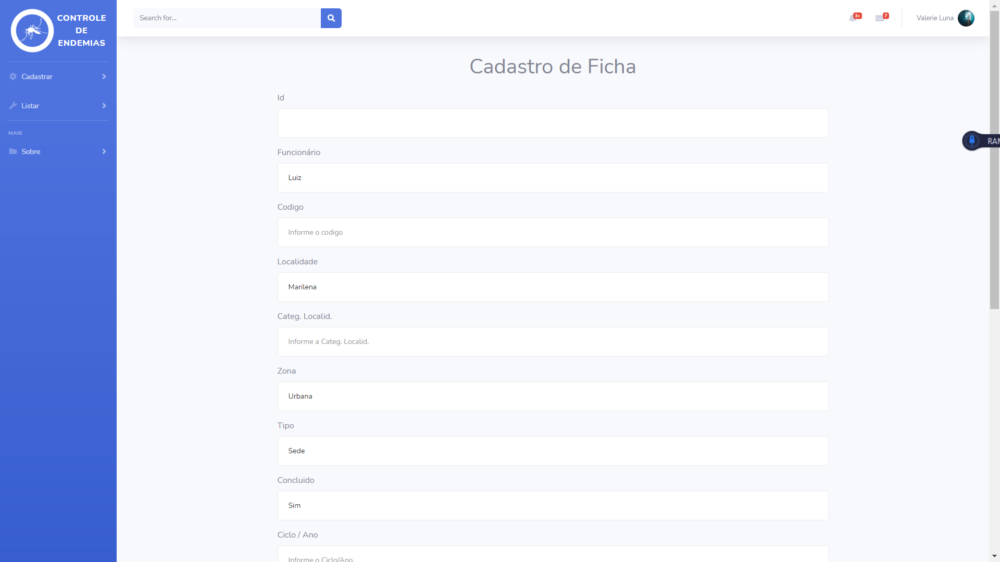 CONTROLE
DE
ENDEMIAS
Cadastrar
Listar
MAIS
Sobre
Search for...
3+
7
Valerie Luna
Cadastro de Ficha
Id
Funcionário
Luiz
Codigo
Informe o codigo
Localidade
Marilena
Categ. Localid.
Informe a Categ. Localid.
Zona
Urbana
Tipo
Sede
Concluido
Sim
Ciclo / Ano
Informe o Ciclo/Ano.